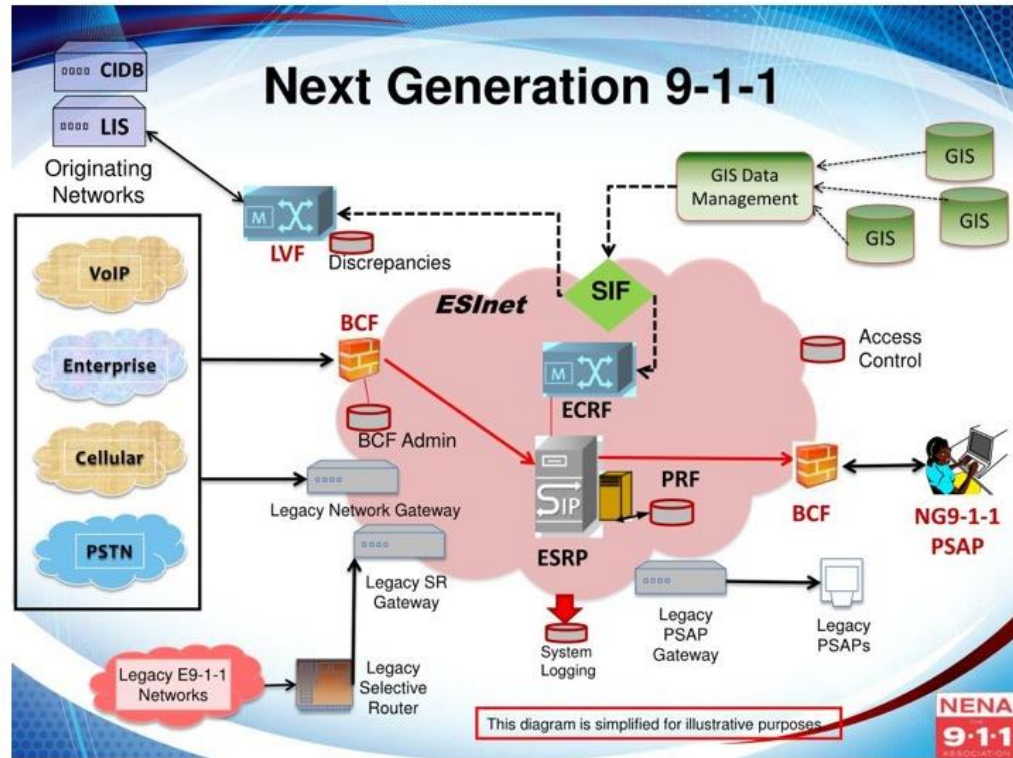 Next Generation 9-1-1
CIDB
LIS
Originating
Networks
VoIP
Enterprise
Cellular
PSTN
M
LVF
Discrepancies
GIS Data
Management
GIS
GIS
GIS
SIF
ESInet
BCF
BCF Admin
M
ECRF
Access
Control
SIP
ESRP
PRF
BCF
NG9-1-1
PSAP
Legacy Network Gateway
Legacy SR
Gateway
Legacy E9-1-1
Networks
Legacy
Selective
Router
System
Logging
Legacy
PSAP
Gateway
Legacy
PSAPs
This diagram is simplified for illustrative purposes
NENA
the
9·1·1
ASSOCIATION